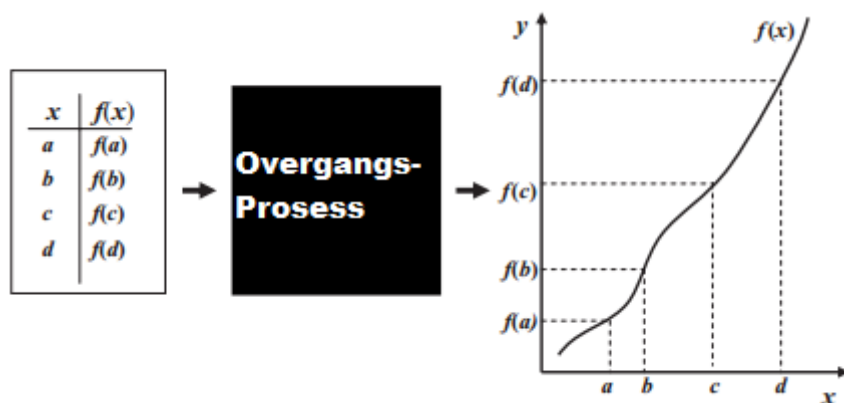 x f(x)
a f(a)
b f(b)
c f(c)
d f(d)
Overgangs-
Prosess
y f(x)
f(d)
f(c)
f(b)
f(a)
a b c d
x